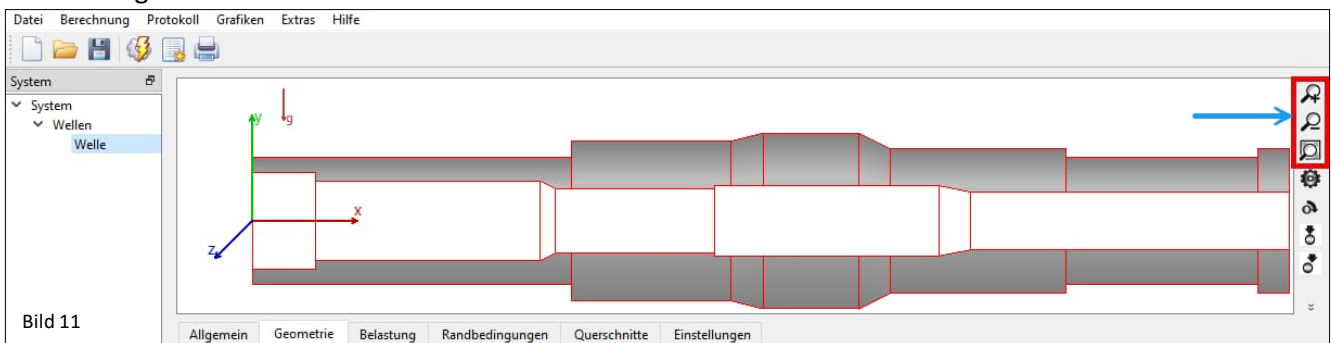 Datei Berechnung Protokoll Grafiken Extras Hilfe
System
System
Wellen
Welle
y
g
x
z
Bild 11
Allgemein Geometrie Belastung Randbedingungen Querschnitte Einstellungen